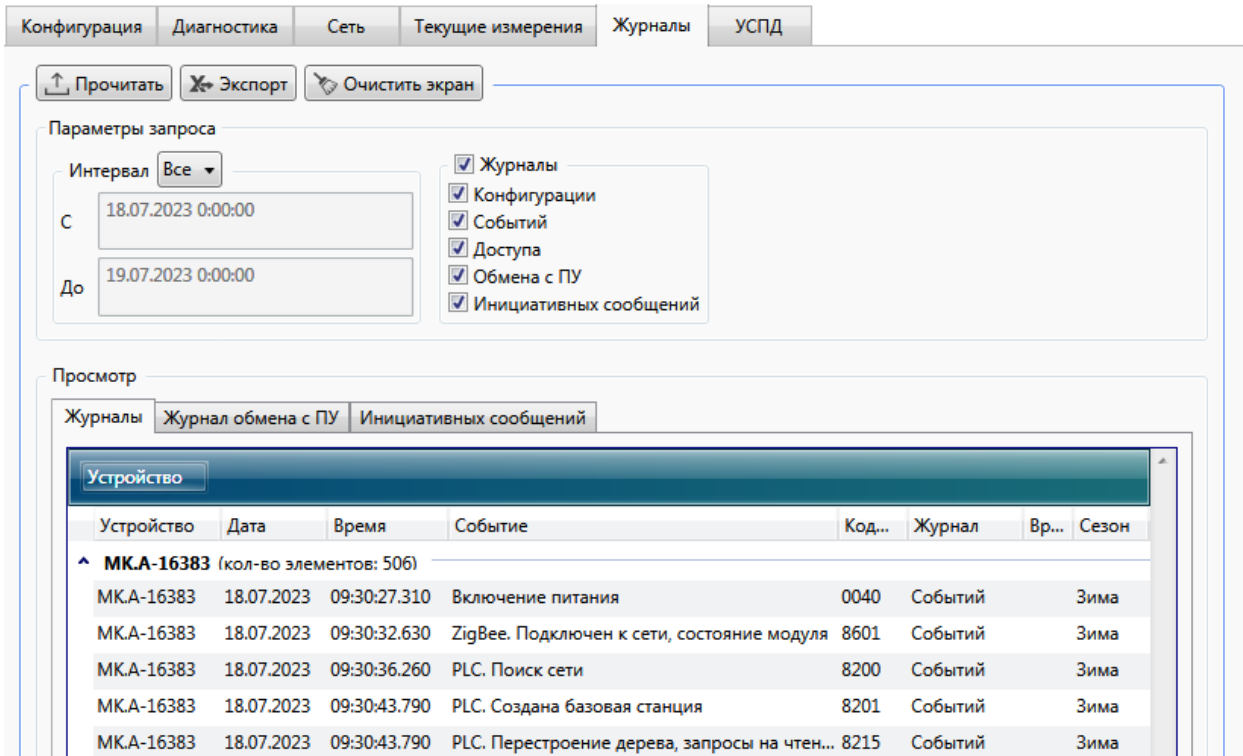 Конфигурация Диагностика Сеть Текущие измерения Журналы УСПД
Прочитать Экспорт Очистить экран
Параметры запроса
Интервал Все
С 18.07.2023 0:00:00
До 19.07.2023 0:00:00
Журналы
Конфигурации
Событий
Доступа
Обмена с ПУ
Инициативных сообщений
Просмотр
Журналы Журнал обмена с ПУ Инициативных сообщений
Устройство
Устройство Дата Время Событие Код... Журнал Вр... Сезон
МК.А-16383 (кол-во элементов: 506)
МК.А-16383 18.07.2023 09:30:27.310 Включение питания 0040 Событий Зима
МК.А-16383 18.07.2023 09:30:32.630 ZigBee. Подключен к сети, состояние модуля 8601 Событий Зима
МК.А-16383 18.07.2023 09:30:36.260 PLC. Поиск сети 8200 Событий Зима
МК.А-16383 18.07.2023 09:30:43.790 PLC. Создана базовая станция 8201 Событий Зима
МК.А-16383 18.07.2023 09:30:43.790 PLC. Перестроение дерева, запросы на чтен... 8215 Событий Зима